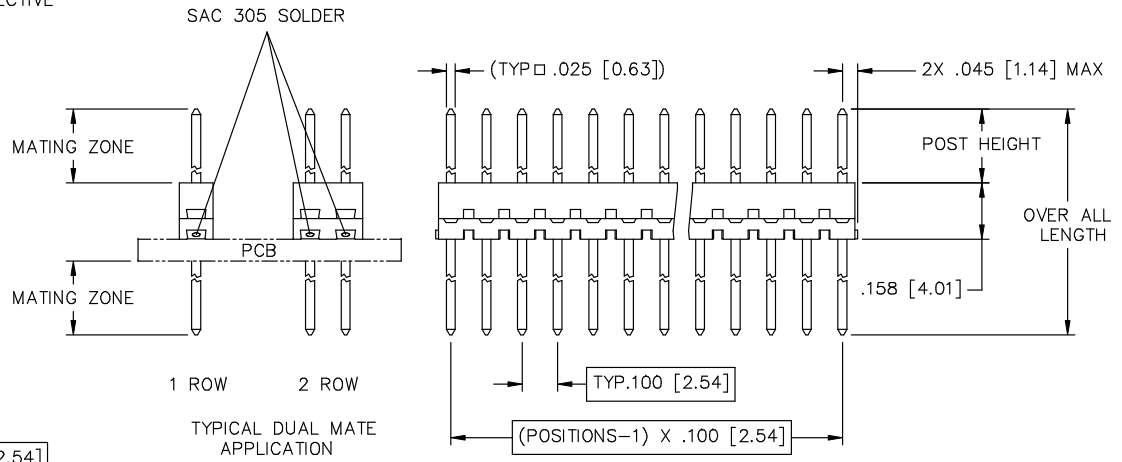 SAC 305 SOLDER
(TYP□ .025 [0.63])
2X .045 [1.14] MAX
MATING ZONE
POST HEIGHT
OVER ALL
LENGTH
PCB
MATING ZONE
.158 [4.01]
1 ROW
2 ROW
TYP.100 [2.54]
TYPICAL DUAL MATE
APPLICATION
(POSITIONS-1) X .100 [2.54]
2.54]